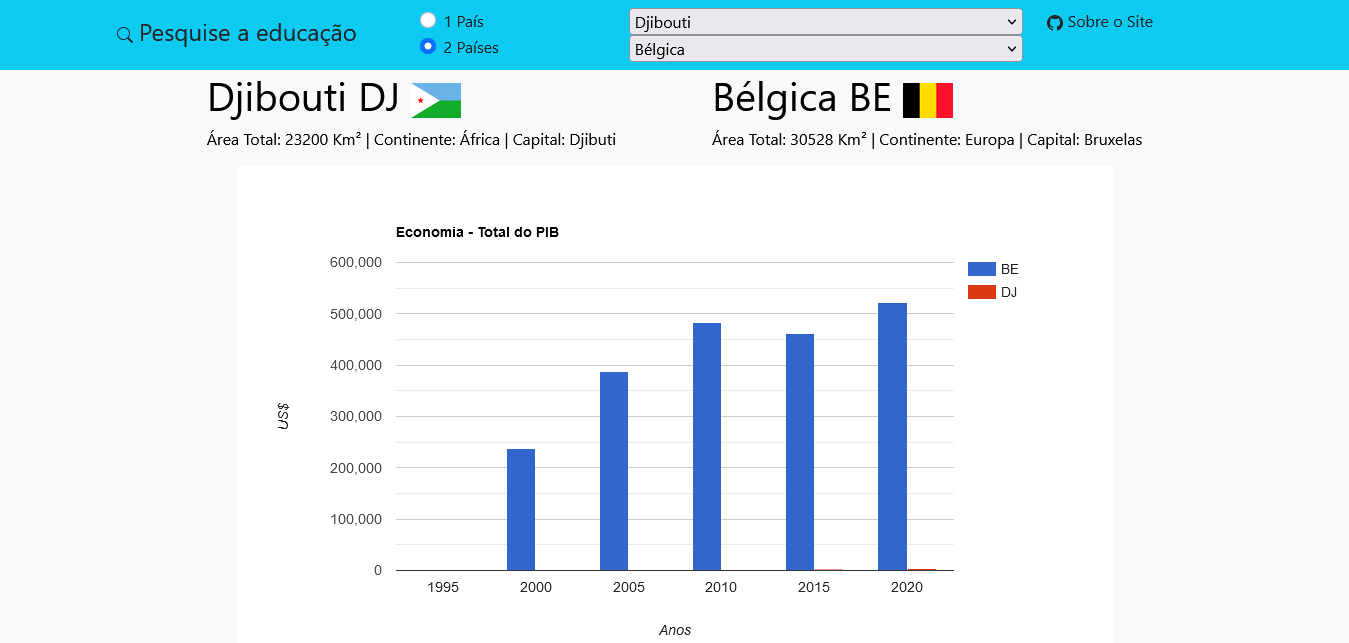 Pesquise a educação
1 País
2 Países
Djibouti
Bélgica
Sobre o Site
Djibouti DJ
Área Total: 23200 Km² | Continente: África | Capital: Djibuti
Bélgica BE
Área Total: 30528 Km² | Continente: Europa | Capital: Bruxelas
Economia - Total do PIB
600,000
500,000
400,000
300,000
200,000
100,000
0
US$
1995 2000 2005 2010 2015 2020
Anos
BE
DJ